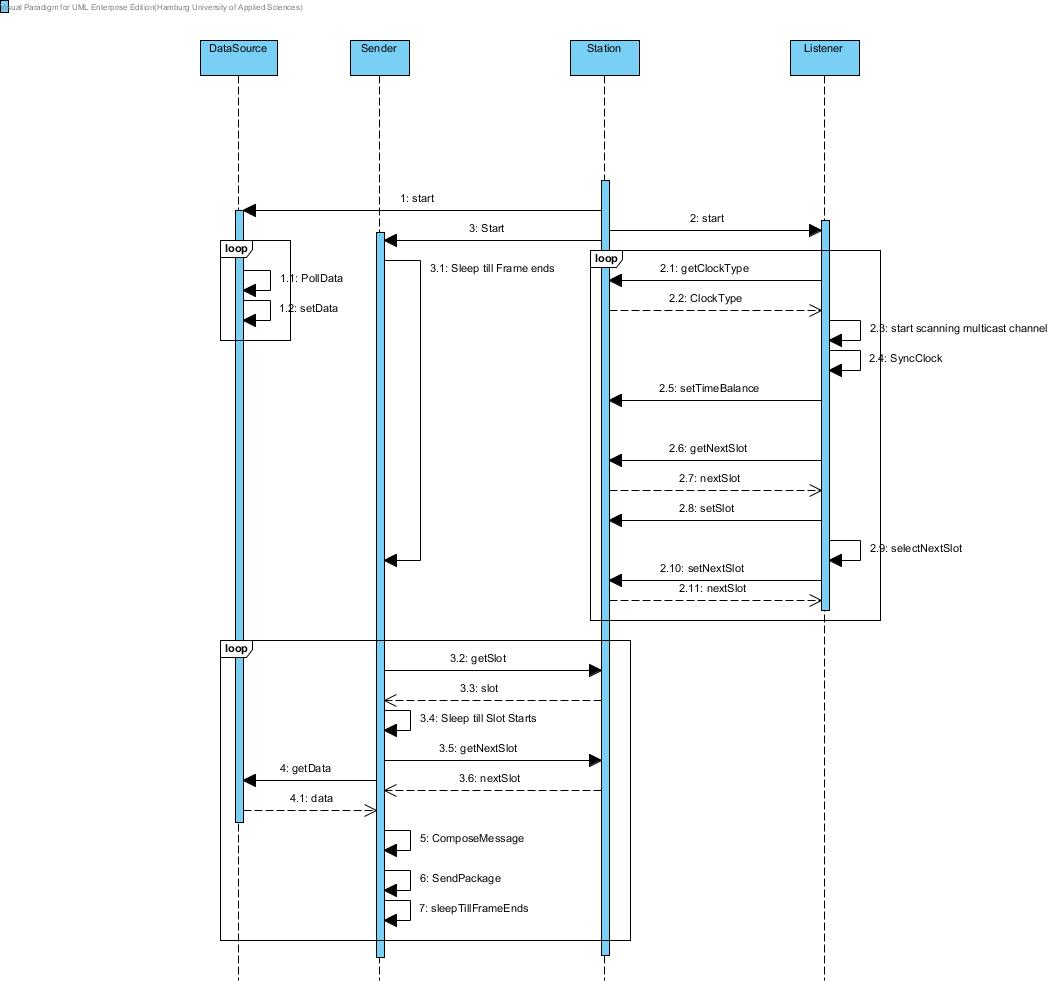 Visual Paradigm for UML Enterprise Edition(Hamburg University of Applied Sciences)
DataSource
Sender
Station
Listener
1: start
2: start
3: Start
loop
loop
3.1: Sleep till Frame ends
2.1: getClockType
1.1: PollData
2.2: ClockType
1.2: setData
2.3: start scanning multicast channel
2.4: SyncClock
2.5: setTimeBalance
2.6: getNextSlot
2.7: nextSlot
2.8: setSlot
2.9: selectNextSlot
2.10: setNextSlot
2.11: nextSlot
loop
3.2: getSlot
3.3: slot
3.4: Sleep till Slot Starts
3.5: getNextSlot
4: getData
3.6: nextSlot
4.1: data
5: ComposeMessage
6: SendPackage
7: sleepTillFrameEnds